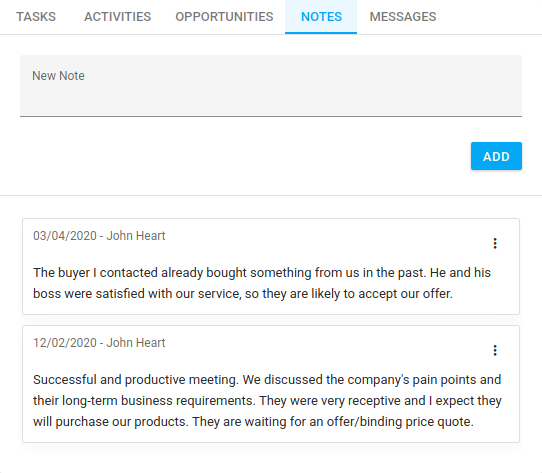 TASKS ACTIVITIES OPPORTUNITIES NOTES MESSAGES
New Note
ADD
03/04/2020 - John Heart
The buyer I contacted already bought something from us in the past. He and his
boss were satisfied with our service, so they are likely to accept our offer.
12/02/2020 - John Heart
Successful and productive meeting. We discussed the company's pain points and
their long-term business requirements. They were very receptive and I expect they
will purchase our products. They are waiting for an offer/binding price quote.